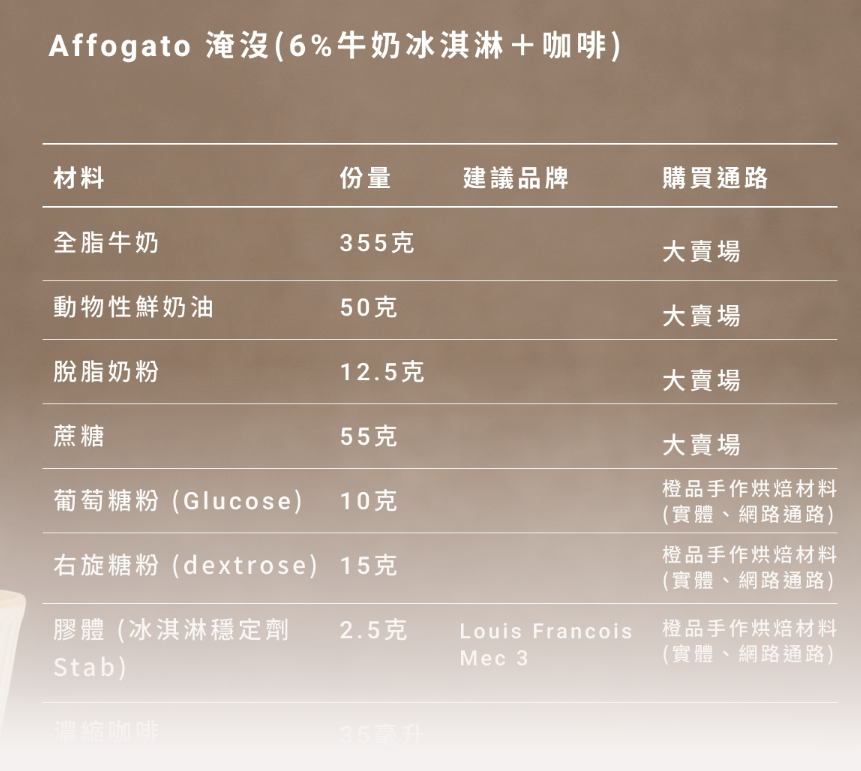 Affogato 淹沒(6%牛奶冰淇淋＋咖啡)
材料 份量 建議品牌 購買通路
全脂牛奶 355克 大賣場
動物性鮮奶油 50克 大賣場
脫脂奶粉 12.5克 大賣場
蔗糖 55克 大賣場
葡萄糖粉 (Glucose) 10克 橙品手作烘焙材料
(實體、網路通路)
右旋糖粉 (dextrose) 15克 橙品手作烘焙材料
(實體、網路通路)
膠體 (冰淇淋穩定劑 2.5克 Louis Francois 橙品手作烘焙材料
Stab) Mec 3 (實體、網路通路)
濃縮咖啡 35毫升